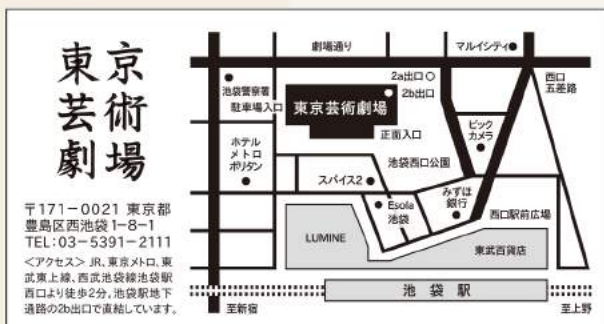 東京
芸術
劇場
〒171-0021 東京都
豊島区西池袋1-8-1
TEL:03-5391-2111
<アクセス> JR、東京メトロ、東
武東上線、西武池袋線池袋駅
西口より徒歩2分。池袋駅地下
通路の2b出口で直結しています。
劇場通り
マルイシティ
2a出口
西口
五差路
池袋警察署
2b出口
駐車場入口
東京芸術劇場
正面入口
ビック
カメラ
ホテル
メトロ
ポリタン
池袋西口公園
スパイス2
みずほ
銀行
Esola
池袋
西口駅前広場
LUMINE
東武百貨店
池袋駅
至新宿
至上野